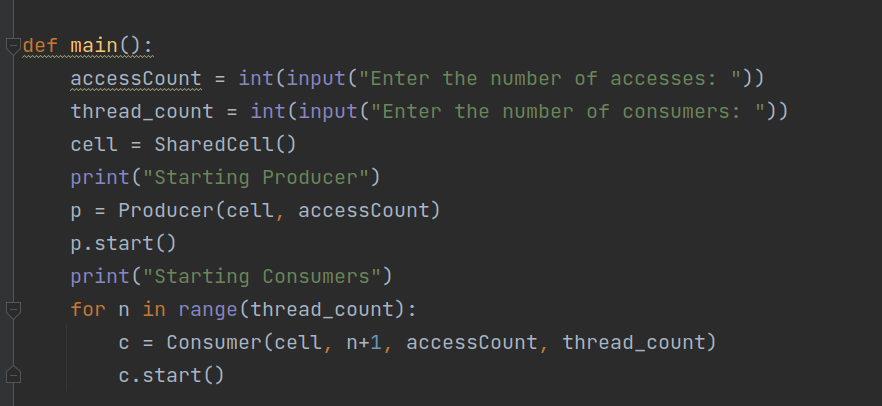 def main():
    accessCount = int(input("Enter the number of accesses: "))
    thread_count = int(input("Enter the number of consumers: "))
    cell = SharedCell()
    print("Starting Producer")
    p = Producer(cell, accessCount)
    p.start()
    print("Starting Consumers")
    for n in range(thread_count):
        c = Consumer(cell, n+1, accessCount, thread_count)
        c.start()